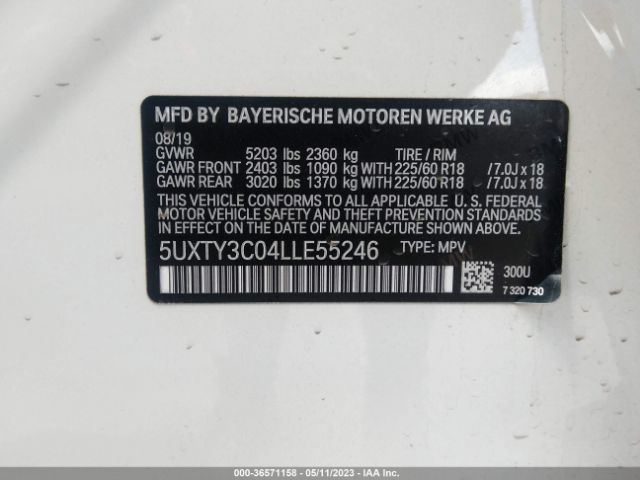 MFD BY BAYERISCHE MOTOREN WERKE AG
08/19
GVWR 5203 lbs 2360 kg TIRE / RIM
GAWR FRONT 2403 lbs 1090 kg WITH 225/60 R18 /7.0J x 18
GAWR REAR 3020 lbs 1370 kg WITH 225/60 R18 /7.0J x 18
THIS VEHICLE CONFORMS TO ALL APPLICABLE U. S. FEDERAL
MOTOR VEHICLE SAFETY AND THEFT PREVENTION STANDARDS
IN EFFECT ON THE DATE OF MANUFACTURE SHOWN ABOVE.
5UXTY3C04LLE55246 TYPE: MPV
300U
7 320 730
000-36571158 - 05/11/2023 - IAA Inc.